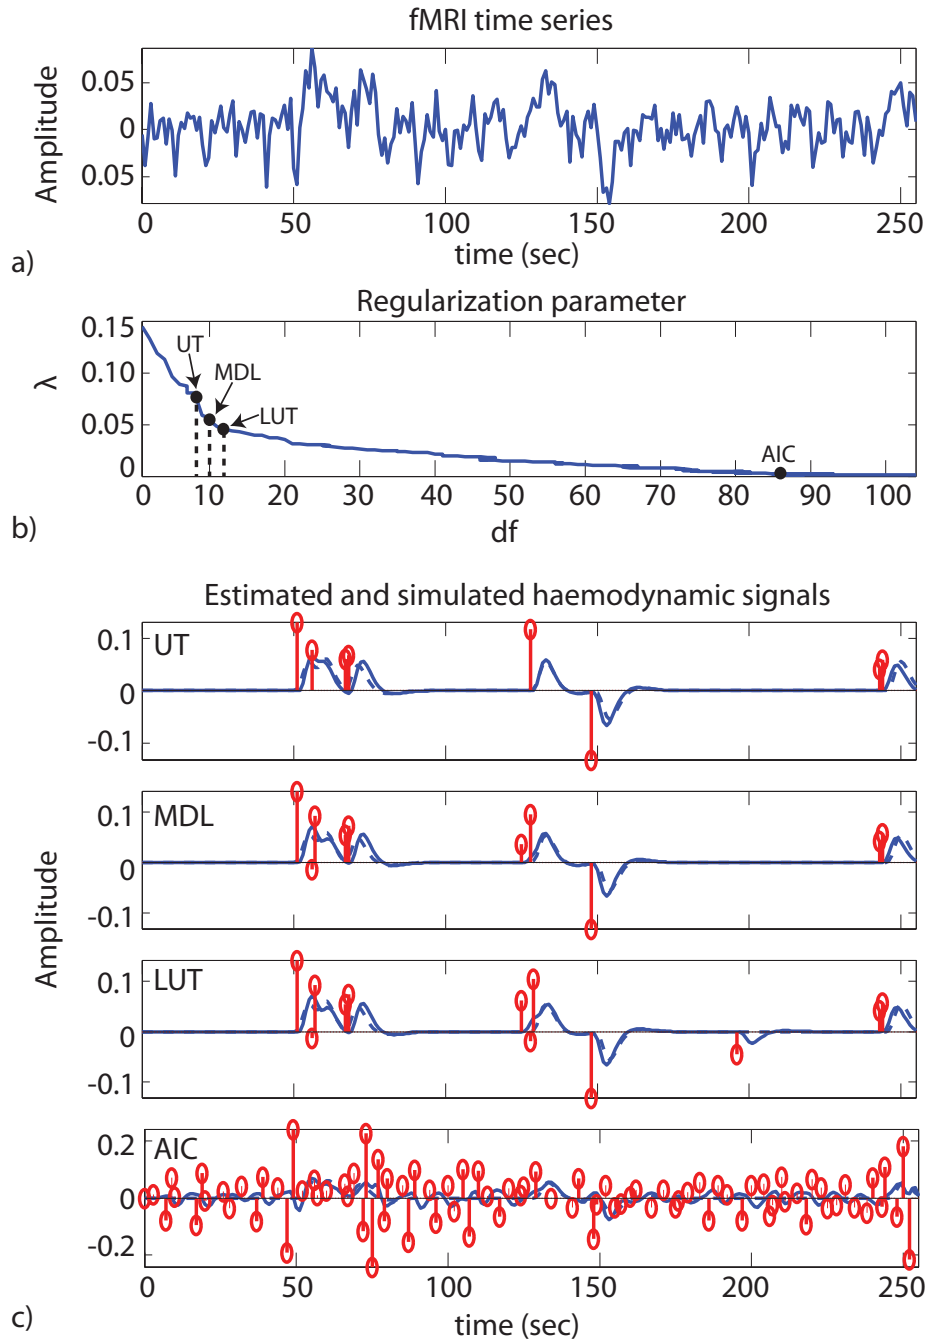 fMRI time series
0.05
0
0.05
Amplitude
0 50 100 150 200 250
time (sec)
a)
Regularization parameter
0.15
0.10
0.05
0
λ
UT
MDL
LUT
AIC
0 10 20 30 40 50 60 70 80 90 100
df
b)
Estimated and simulated haemodynamic signals
UT
0.1
0
-0.1
MDL
0.1
0
-0.1
Amplitude
LUT
0.1
0
-0.1
AIC
0.2
0
-0.2
0 50 100 150 200 250
time (sec)
c)